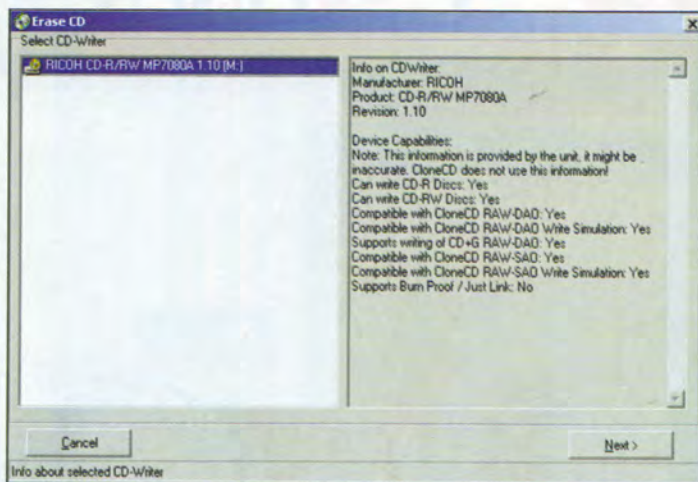 Erase CD
Select CD-Writer
RICOH CD-R/RW MP7080A 1.10 [M:]
Info on CDWriter:
Manufacturer: RICOH
Product: CD-R/RW MP7080A
Revision: 1.10
Device Capabilities:
Note: This information is provided by the unit, it might be
inaccurate. CloneCD does not use this information!
Can write CD-R Discs: Yes
Can write CD-RW Discs: Yes
Compatible with CloneCD RAW-DAO: Yes
Compatible with CloneCD RAW-DAO Write Simulation: Yes
Supports writing of CD+G RAW-DAO: Yes
Compatible with CloneCD RAW-SAO: Yes
Compatible with CloneCD RAW-SAO Write Simulation: Yes
Supports Burn Proof / Just Link: No
Cancel
Next >
Info about selected CD-Writer